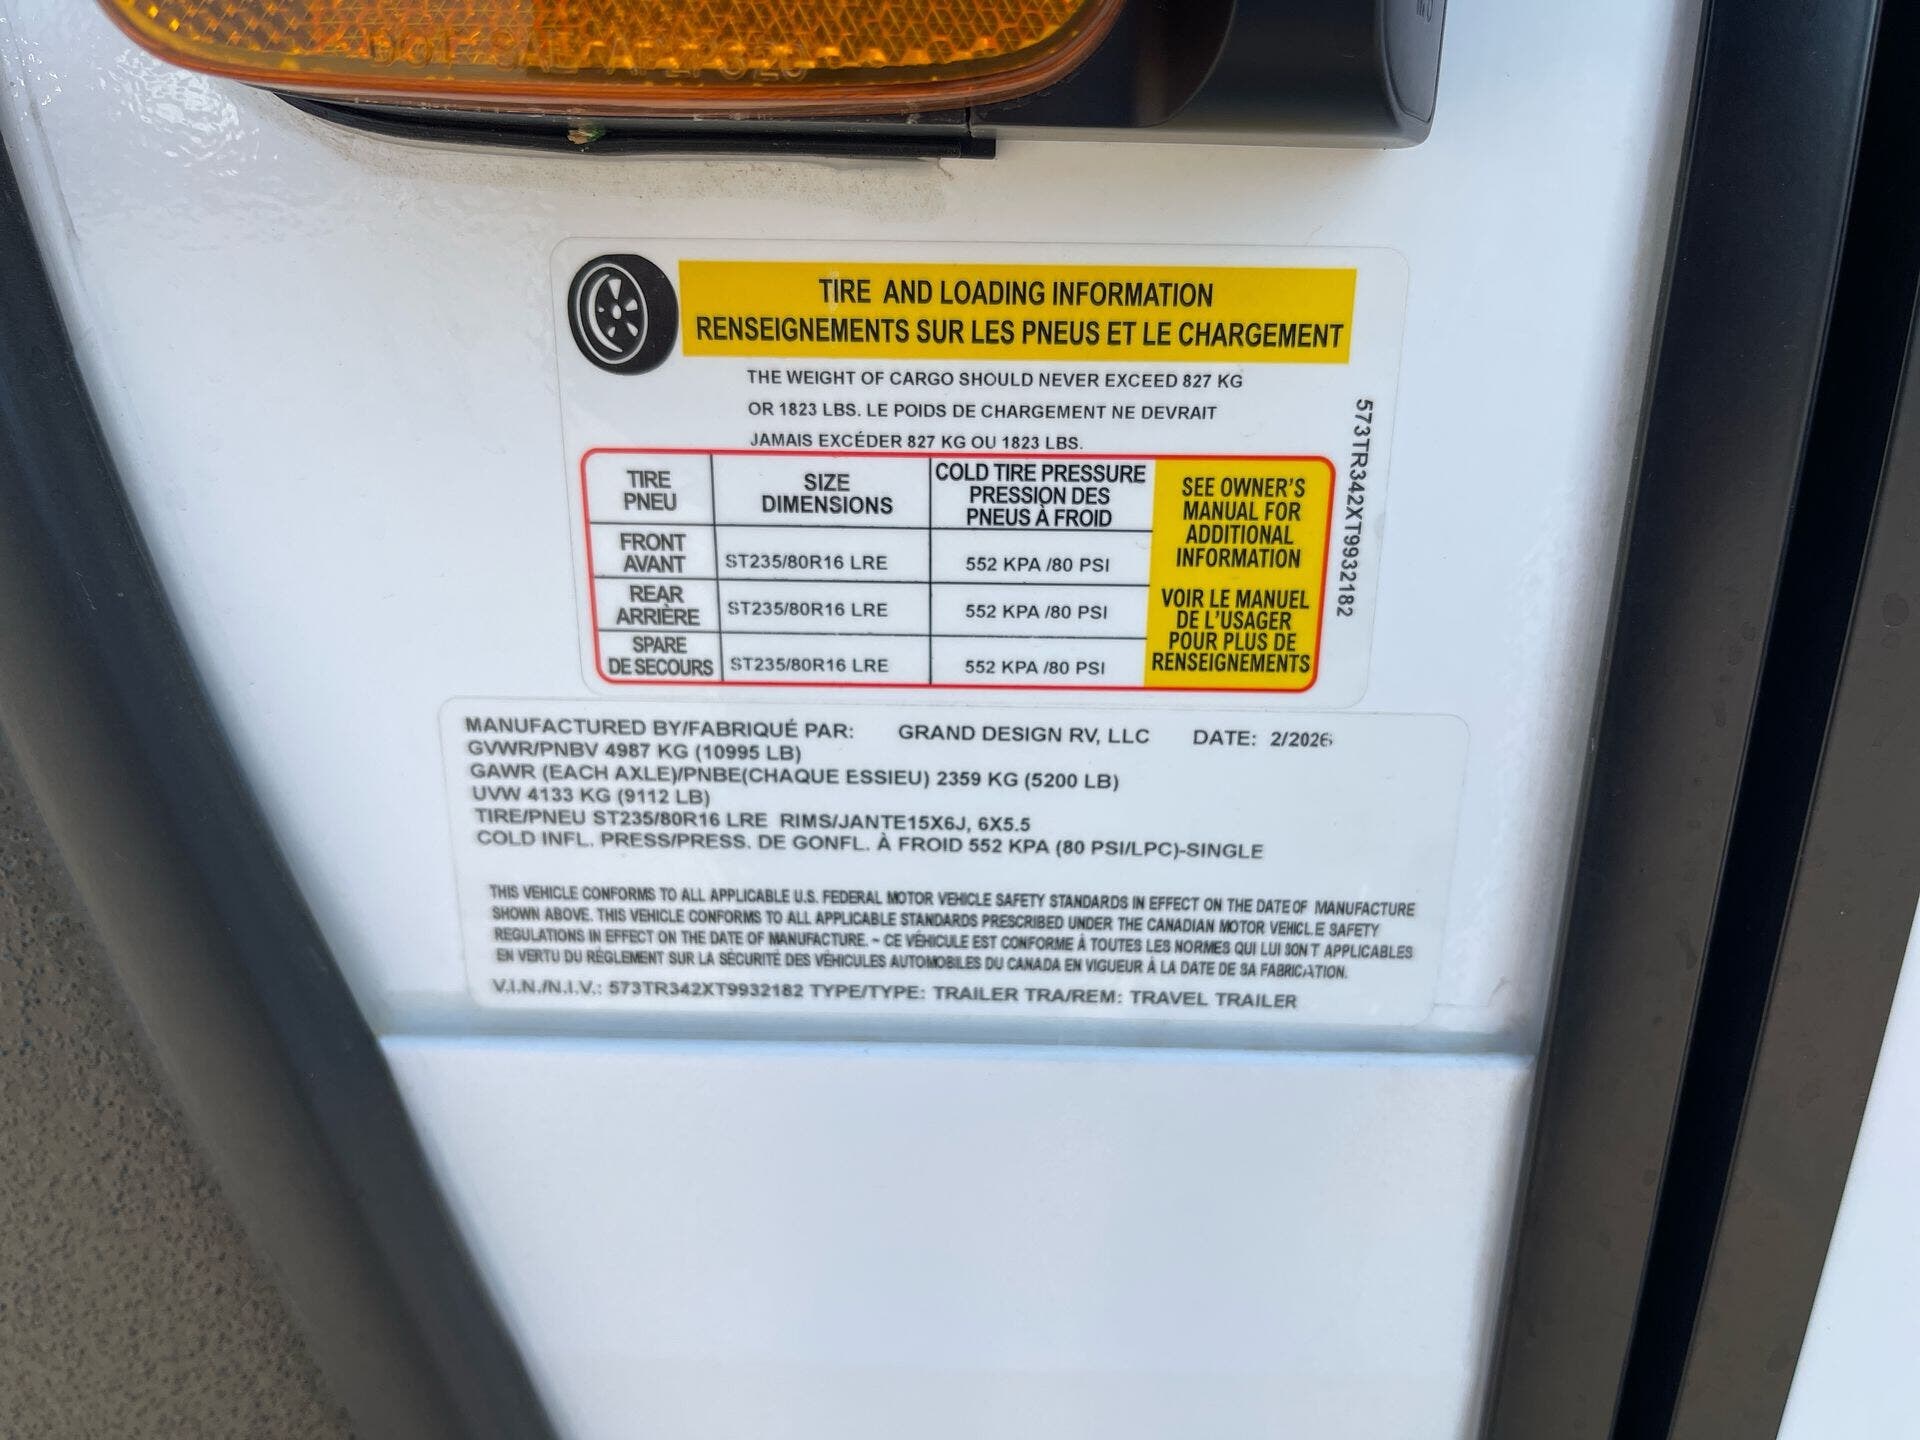 DOT SAE AP2PC20
TIRE AND LOADING INFORMATION
RENSEIGNEMENTS SUR LES PNEUS ET LE CHARGEMENT
THE WEIGHT OF CARGO SHOULD NEVER EXCEED 827 KG
OR 1823 LBS. LE POIDS DE CHARGEMENT NE DEVRAIT
JAMAIS EXCÉDER 827 KG OU 1823 LBS.
TIRE
PNEU
SIZE
DIMENSIONS
COLD TIRE PRESSURE
PRESSION DES
PNEUS À FROID
FRONT
AVANT
ST235/80R16 LRE
552 KPA /80 PSI
REAR
ARRIÈRE
ST235/80R16 LRE
552 KPA /80 PSI
SPARE
DE SECOURS
ST235/80R16 LRE
552 KPA /80 PSI
SEE OWNER'S
MANUAL FOR
ADDITIONAL
INFORMATION
VOIR LE MANUEL
DE L'USAGER
POUR PLUS DE
RENSEIGNEMENTS
573TR342XT9932182
MANUFACTURED BY/FABRIQUÉ PAR: GRAND DESIGN RV, LLC DATE: 2/2026
GVWR/PNBV 4987 KG (10995 LB)
GAWR (EACH AXLE)/PNBE(CHAQUE ESSIEU) 2359 KG (5200 LB)
UVW 4133 KG (9112 LB)
TIRE/PNEU ST235/80R16 LRE RIMS/JANTE15X6J, 6X5.5
COLD INFL. PRESS/PRESS. DE GONFL. À FROID 552 KPA (80 PSI/LPC)-SINGLE
THIS VEHICLE CONFORMS TO ALL APPLICABLE U.S. FEDERAL MOTOR VEHICLE SAFETY STANDARDS IN EFFECT ON THE DATE OF MANUFACTURE
SHOWN ABOVE. THIS VEHICLE CONFORMS TO ALL APPLICABLE STANDARDS PRESCRIBED UNDER THE CANADIAN MOTOR VEHICLE SAFETY
REGULATIONS IN EFFECT ON THE DATE OF MANUFACTURE. ~ CE VÉHICULE EST CONFORME À TOUTES LES NORMES QUI LUI SONT APPLICABLES
EN VERTU DU RÈGLEMENT SUR LA SÉCURITÉ DES VÉHICULES AUTOMOBILES DU CANADA EN VIGUEUR À LA DATE DE SA FABRICATION.
V.I.N./N.I.V.: 573TR342XT9932182 TYPE/TYPE: TRAILER TRA/REM: TRAVEL TRAILER